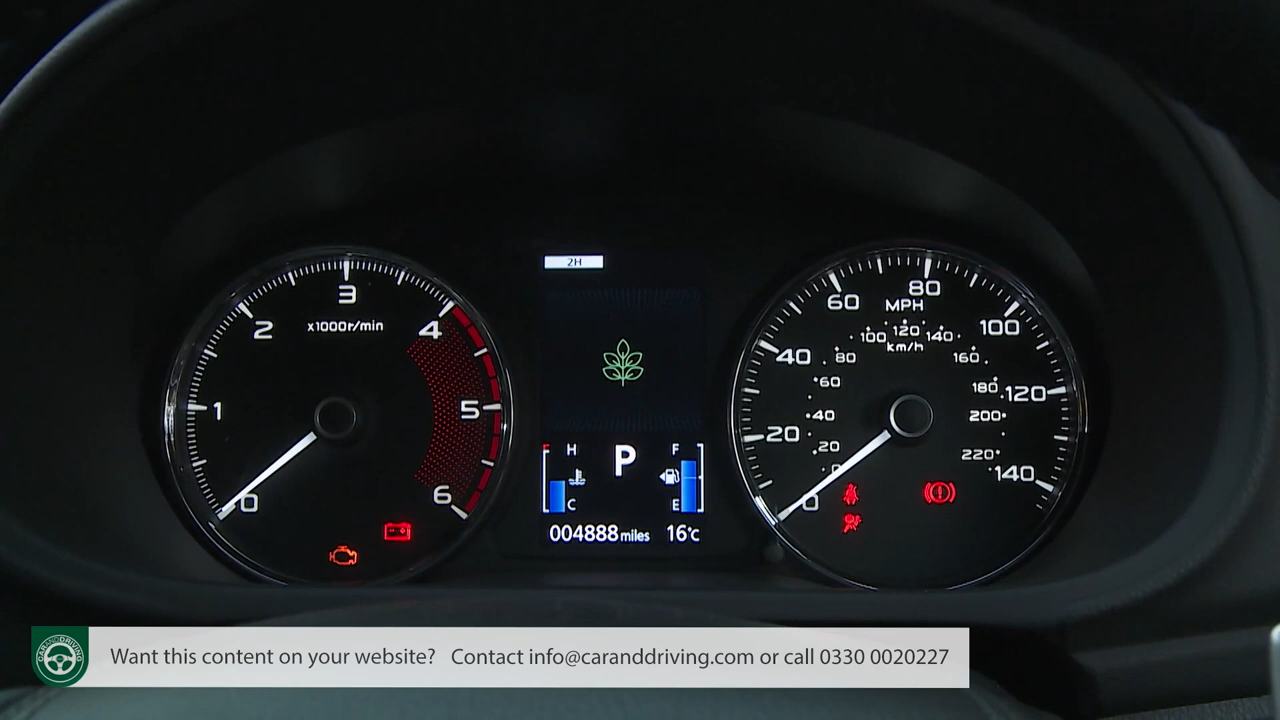 2H
0
1
2
3
4
5
6
x1000r/min
H
C
P
F
E
004888 miles
16°C
0
20
40
60
80
100
120
140
MPH
km/h
0
20
40
60
80
100
120
140
160
180
200
220
CARANDDRIVING
Want this content on your website? Contact info@caranddriving.com or call 0330 0020227